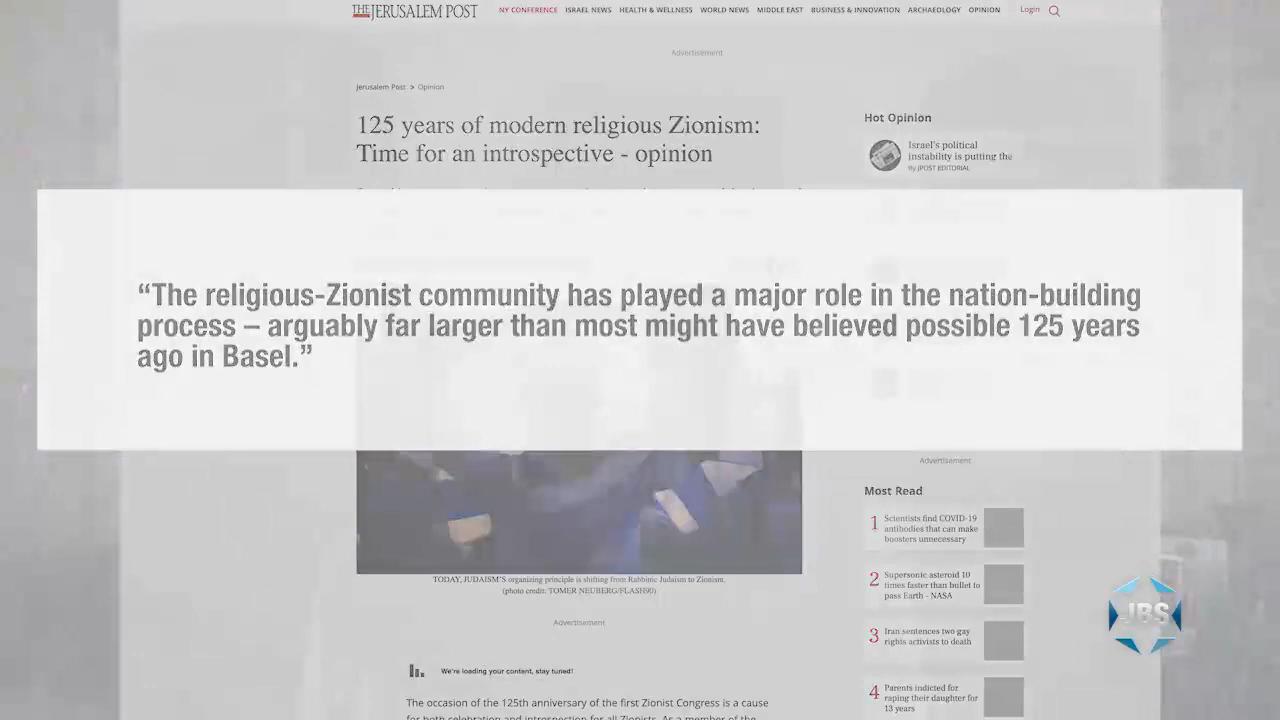 THE JERUSALEM POST
NY CONFERENCE ISRAEL NEWS HEALTH & WELLNESS WORLD NEWS MIDDLE EAST BUSINESS & INNOVATION ARCHAEOLOGY OPINION Login
Advertisement
Jerusalem Post > Opinion
125 years of modern religious Zionism:
Time for an introspective - opinion
Hot Opinion
Israel's political
instability is putting the
By JPOST EDITORIAL
“The religious-Zionist community has played a major role in the nation-building
process – arguably far larger than most might have believed possible 125 years
ago in Basel.”
TODAY, JUDAISM'S organizing principle is shifting from Rabbinic Judaism to Zionism.
(photo credit: TOMER NEUBERG/FLASH90)
Advertisement
We're loading your content, stay tuned!
The occasion of the 125th anniversary of the first Zionist Congress is a cause
for both celebration and introspection for all Zionists. As a member of the
Advertisement
Most Read
1 Scientists find COVID-19
antibodies that can make
boosters unnecessary
2 Supersonic asteroid 10
times faster than bullet to
pass Earth - NASA
3 Iran sentences two gay
rights activists to death
4 Parents indicted for
raping their daughter for
13 years
JBS